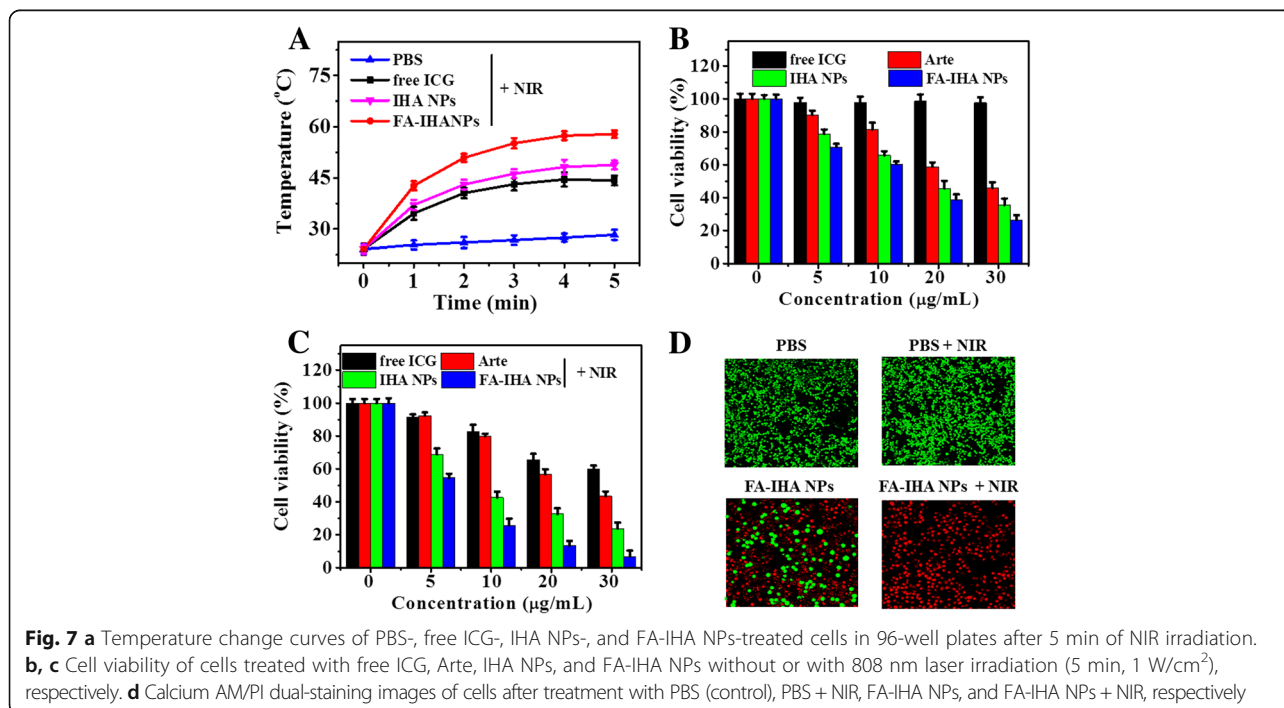 A
PBS
free ICG
IHA NPs
FA-IHANPs
+ NIR
Temperature (°C)
75
60
45
30
0 1 2 3 4 5
Time (min)
B
free ICG Arte
IHA NPs FA-IHA NPs
Cell viability (%)
120
100
80
60
40
20
0
0 5 10 20 30
Concentration (μg/mL)
C
free ICG Arte
IHA NPs FA-IHA NPs
+ NIR
Cell viability (%)
120
100
80
60
40
20
0
0 5 10 20 30
Concentration (μg/mL)
D
PBS PBS + NIR
FA-IHA NPs FA-IHA NPs + NIR
Fig. 7 a Temperature change curves of PBS-, free ICG-, IHA NPs-, and FA-IHA NPs-treated cells in 96-well plates after 5 min of NIR irradiation.
b, c Cell viability of cells treated with free ICG, Arte, IHA NPs, and FA-IHA NPs without or with 808 nm laser irradiation (5 min, 1 W/cm²),
respectively. d Calcium AM/PI dual-staining images of cells after treatment with PBS (control), PBS + NIR, FA-IHA NPs, and FA-IHA NPs + NIR, respectively